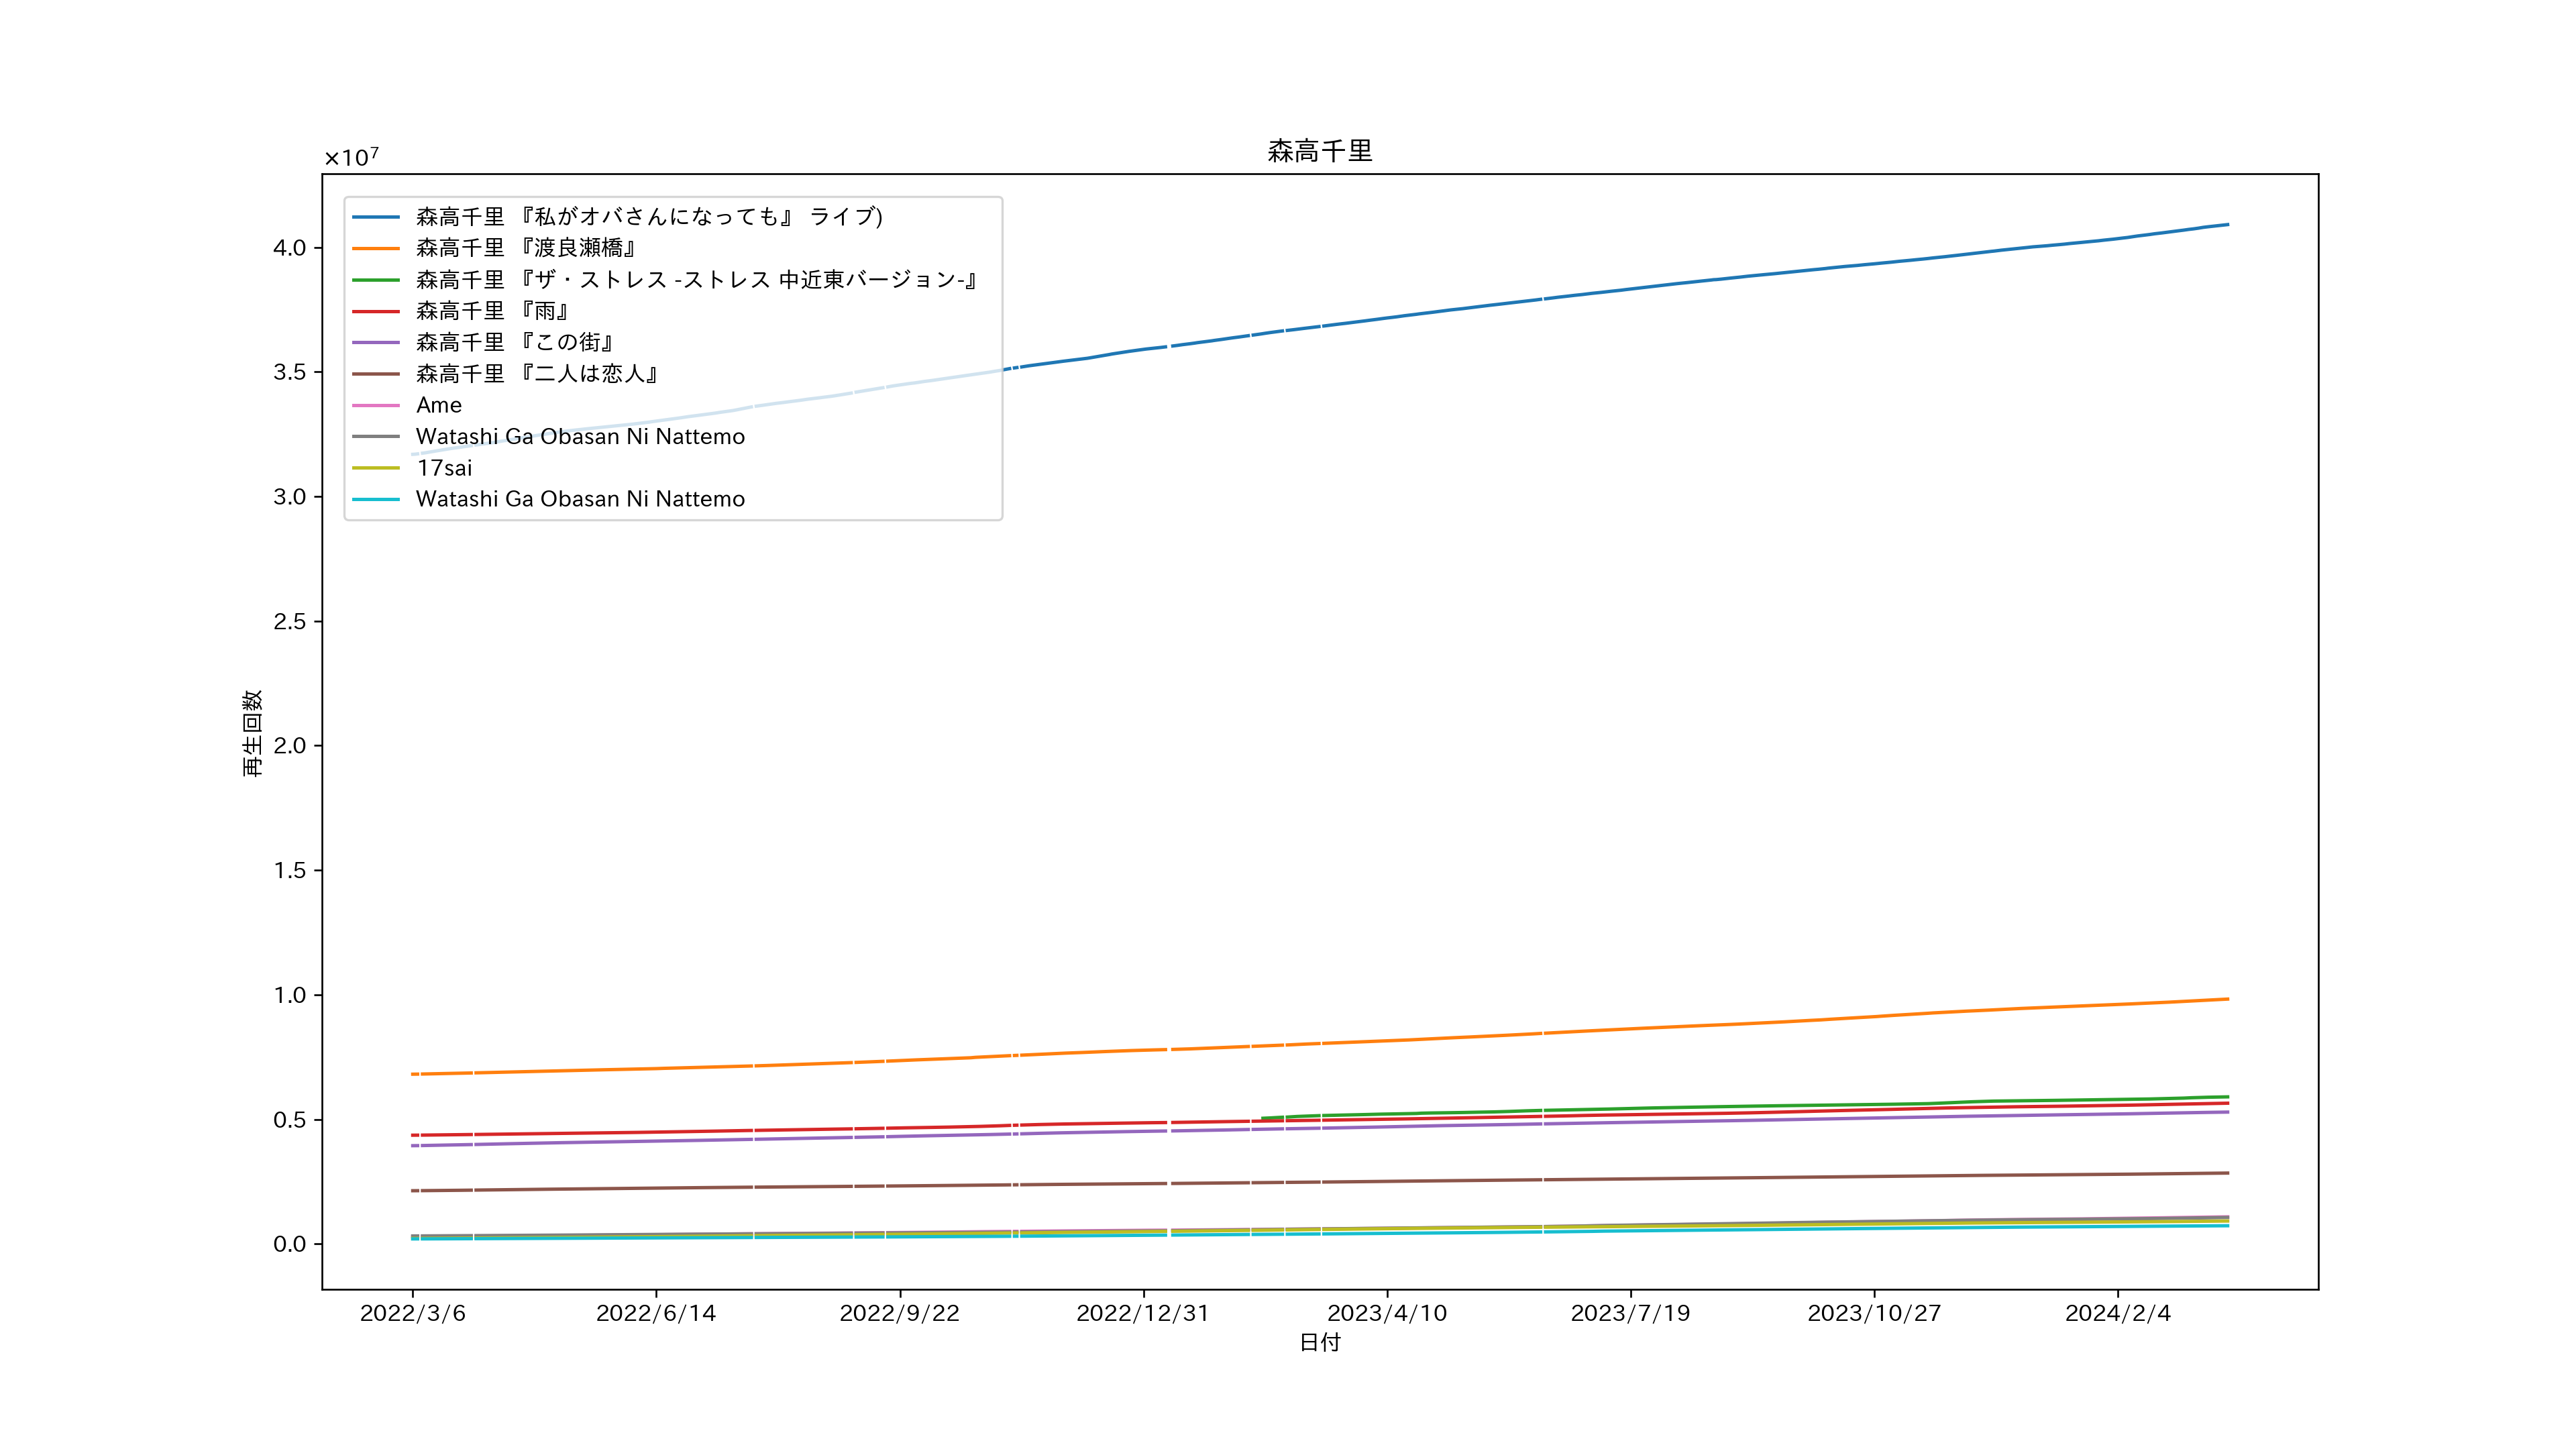 森高千里
×10⁷
森高千里 『私がオバさんになっても』 ライブ)
森高千里 『渡良瀬橋』
森高千里 『ザ・ストレス -ストレス 中近東バージョン-』
森高千里 『雨』
森高千里 『この街』
森高千里 『二人は恋人』
Ame
Watashi Ga Obasan Ni Nattemo
17sai
Watashi Ga Obasan Ni Nattemo
4.0
3.5
3.0
2.5
2.0
1.5
1.0
0.5
0.0
再生回数
2022/3/6
2022/6/14
2022/9/22
2022/12/31
2023/4/10
2023/7/19
2023/10/27
2024/2/4
日付